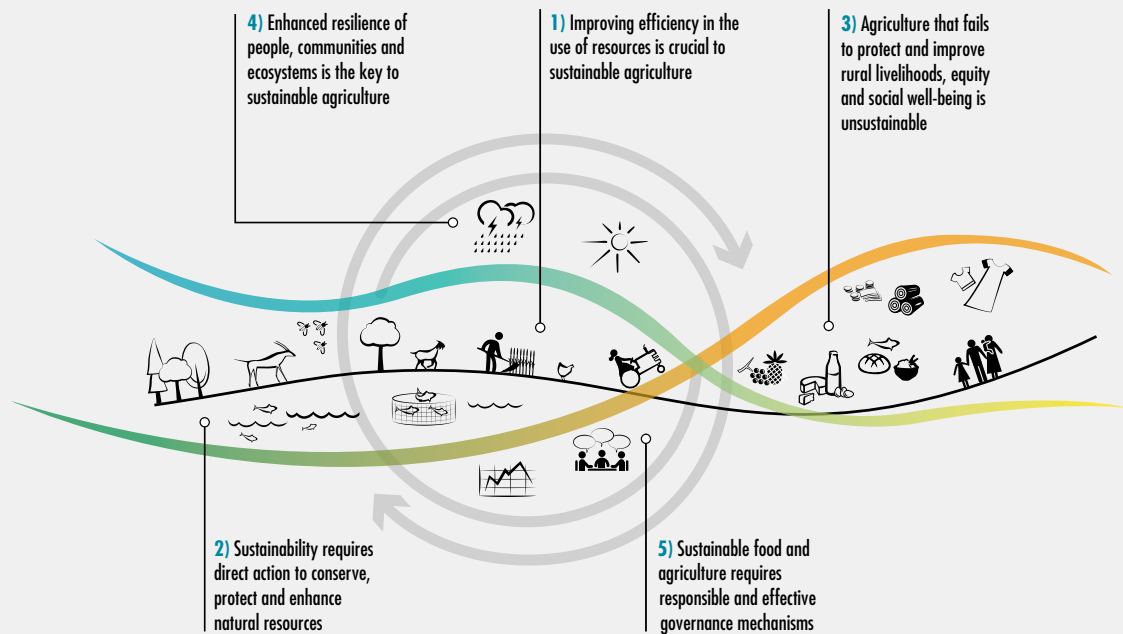 4) Enhanced resilience of
people, communities and
ecosystems is the key to
sustainable agriculture
1) Improving efficiency in the
use of resources is crucial to
sustainable agriculture
3) Agriculture that fails
to protect and improve
rural livelihoods, equity
and social well-being is
unsustainable
2) Sustainability requires
direct action to conserve,
protect and enhance
natural resources
5) Sustainable food and
agriculture requires
responsible and effective
governance mechanisms